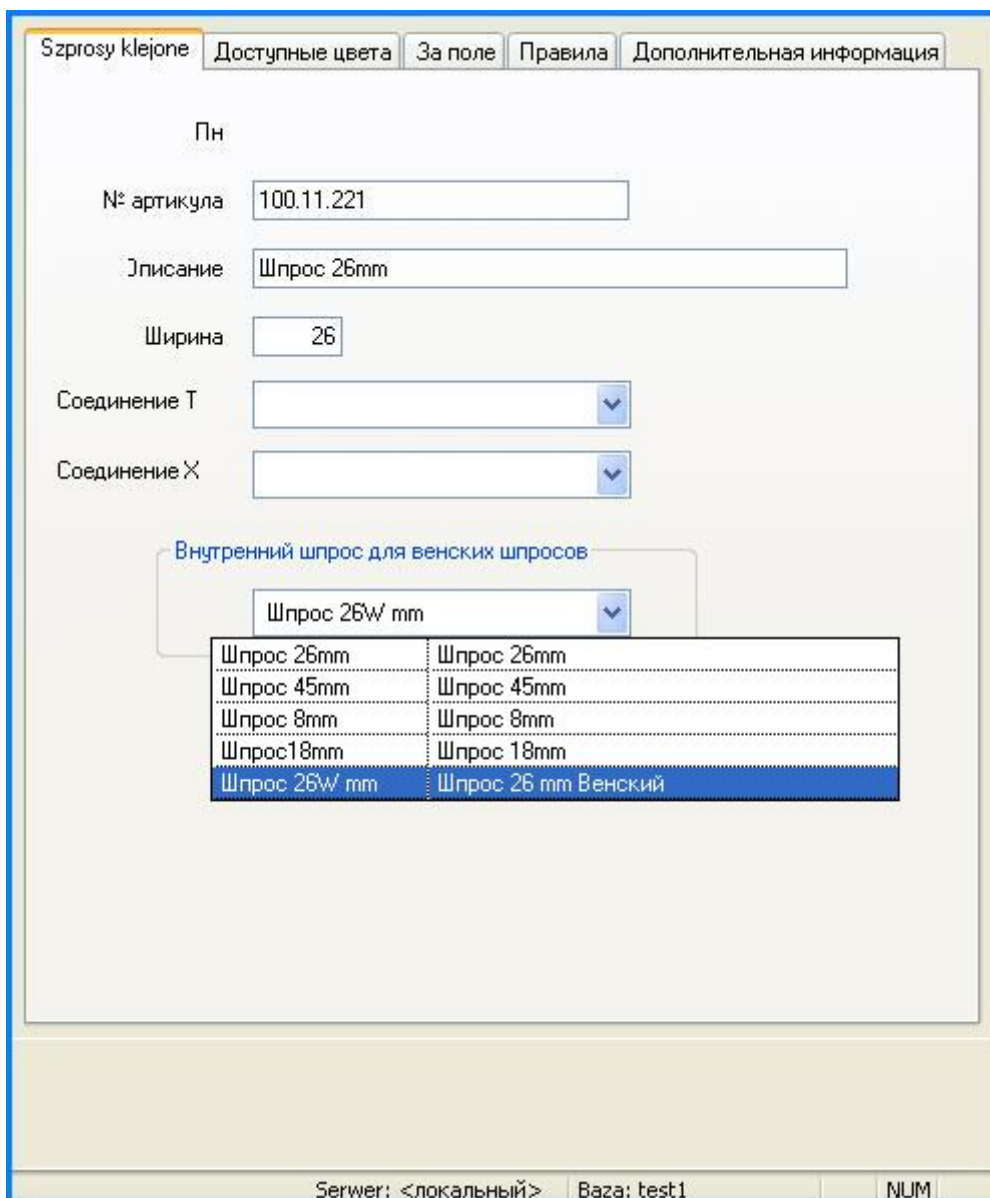 Szprosy klejone Доступные цвета За поле Правила Дополнительная информация
Пн
№ артикула 100.11.221
Описание Шпрос 26mm
Ширина 26
Соединение Т
Соединение X
Внутренний шпрос для венских шпросов
Шпрос 26W mm
Шпрос 26mm Шпрос 26mm
Шпрос 45mm Шпрос 45mm
Шпрос 8mm Шпрос 8mm
Шпрос18mm Шпрос 18mm
Шпрос 26W mm Шпрос 26 mm Венский
Serwer: <локальный> Baza: test1 NUM